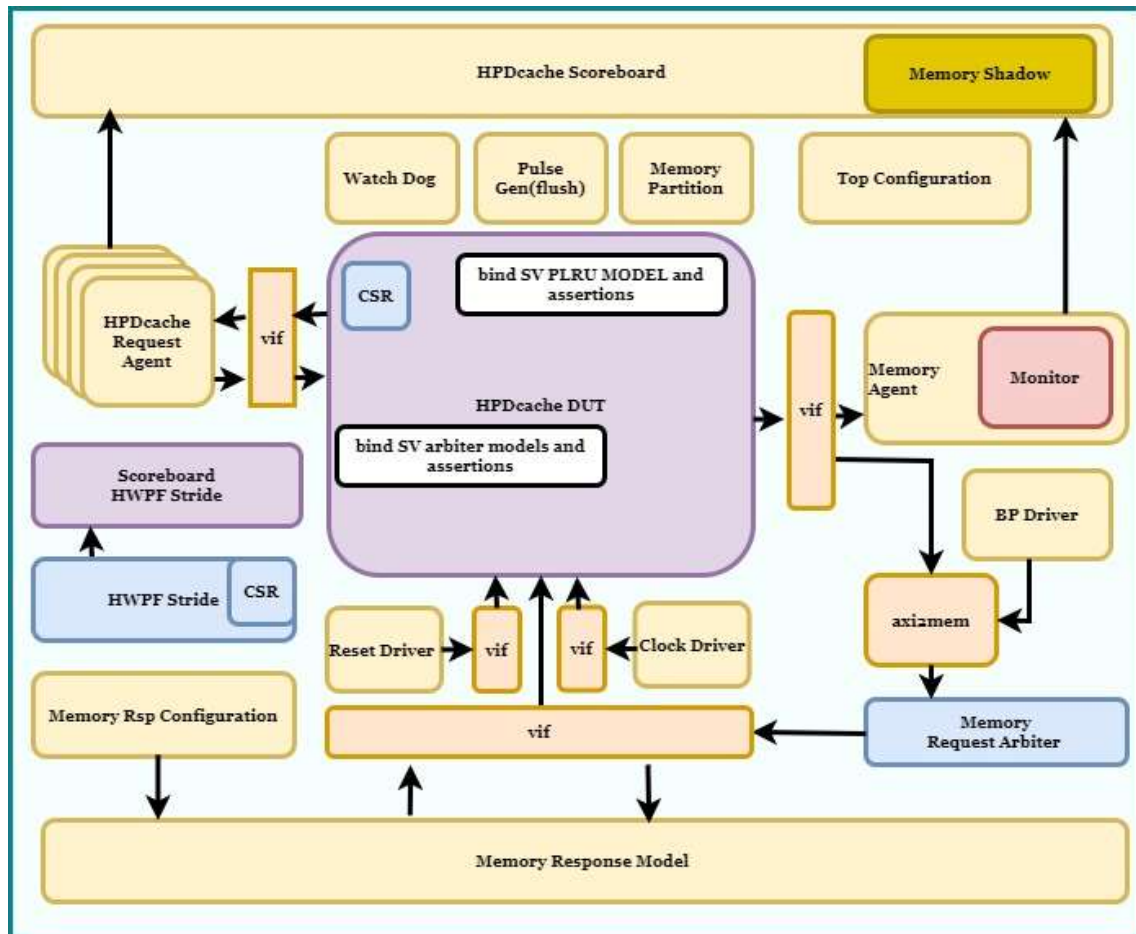 HPDcache Scoreboard
Memory Shadow
Watch Dog
Pulse
Gen(flush)
Memory
Partition
Top Configuration
HPDcache
Request
Agent
vif
CSR
bind SV PLRU MODEL and
assertions
HPDcache DUT
bind SV arbiter models and
assertions
vif
Memory
Agent
Monitor
Scoreboard
HWPF Stride
HWPF Stride
CSR
BP Driver
axi2mem
Reset Driver
vif
vif
Clock Driver
Memory Rsp Configuration
vif
Memory
Request Arbiter
Memory Response Model